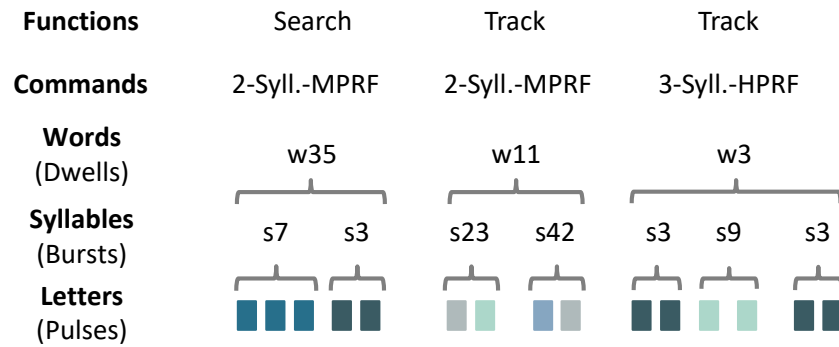 Functions Search Track Track
Commands 2-Syll.-MPRF 2-Syll.-MPRF 3-Syll.-HPRF
Words
(Dwells) w35 w11 w3
Syllables
(Bursts) s7 s3 s23 s42 s3 s9 s3
Letters
(Pulses)